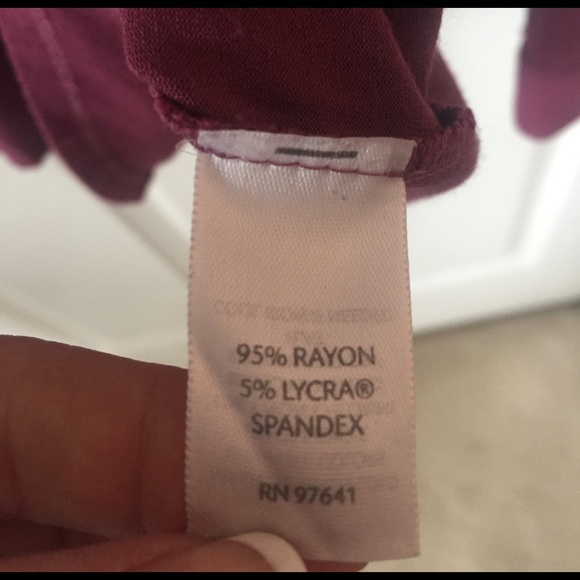 95% RAYON
5% LYCRA®
SPANDEX
RN 97641